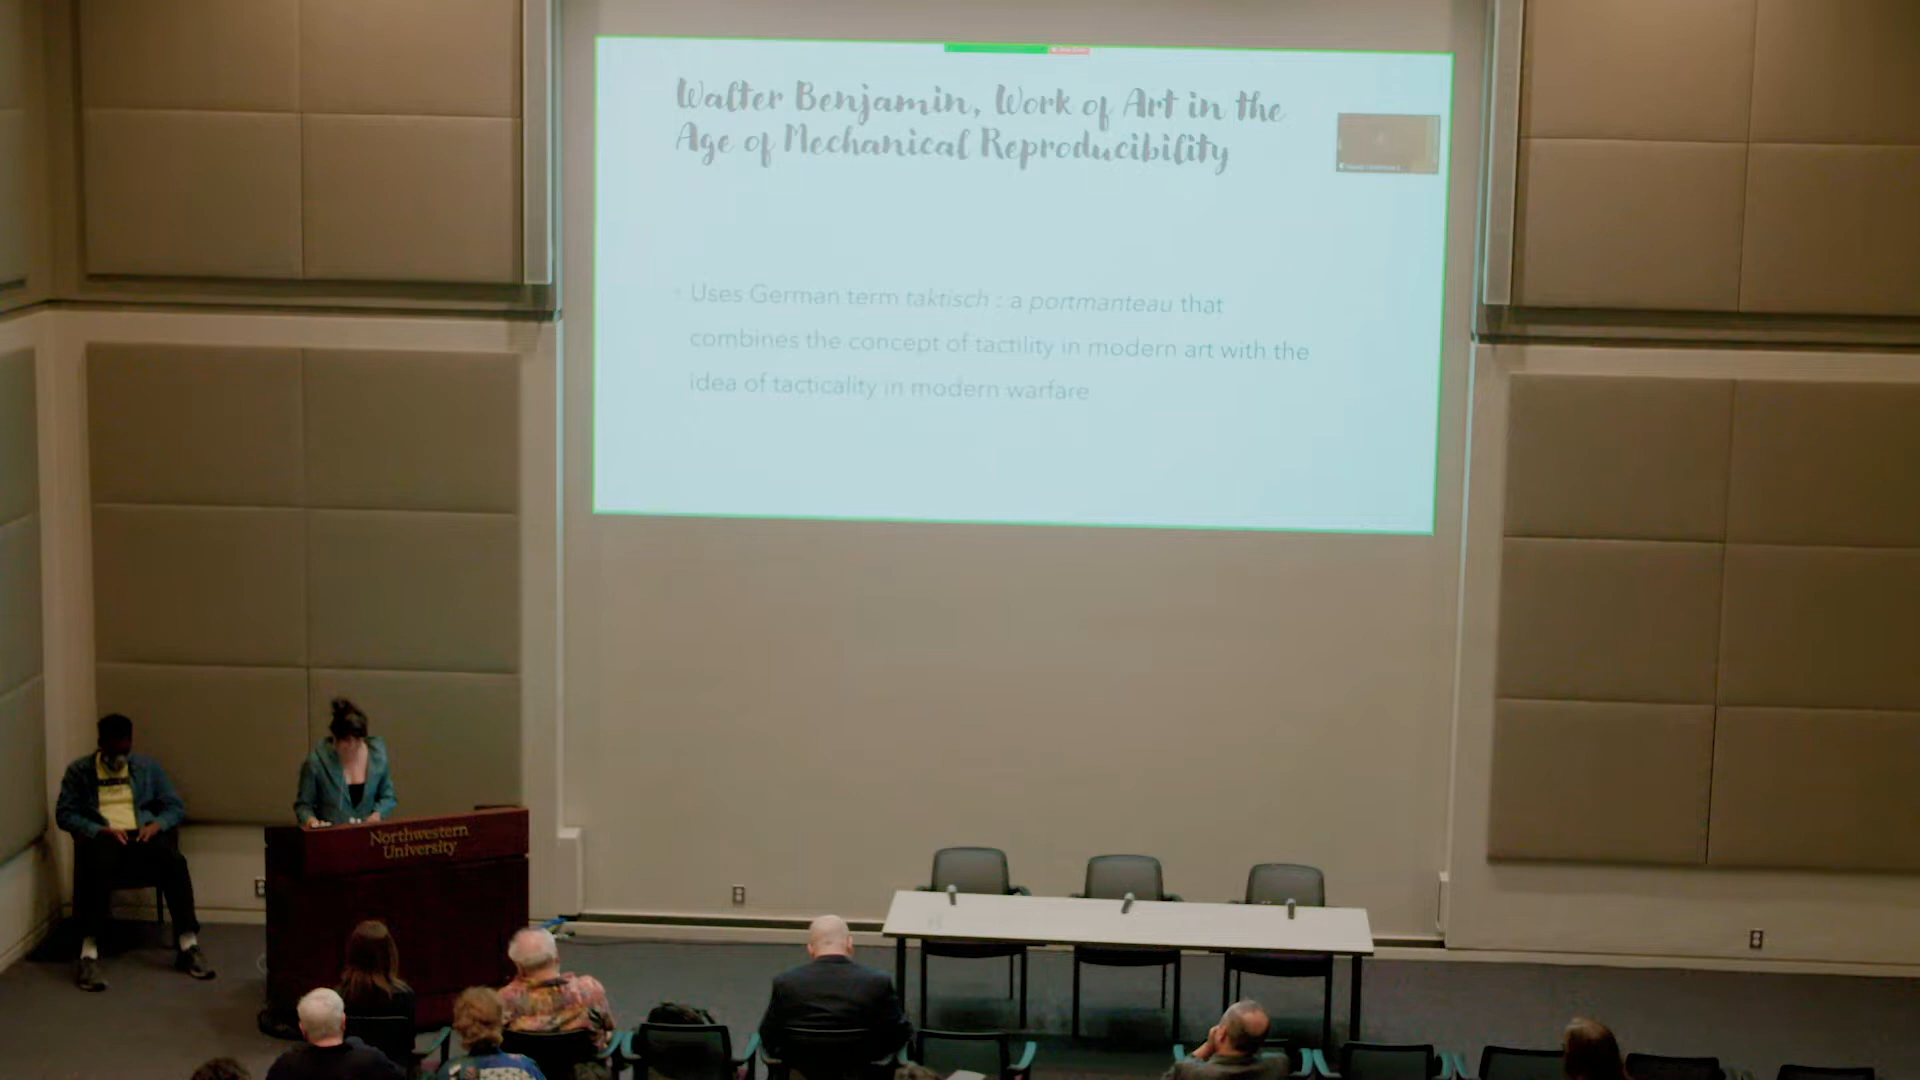 Walter Benjamin, Work of Art in the
Age of Mechanical Reproducibility
Uses German term taktisch : a portmanteau that
combines the concept of tactility in modern art with the
idea of tacticality in modern warfare
Northwestern
University